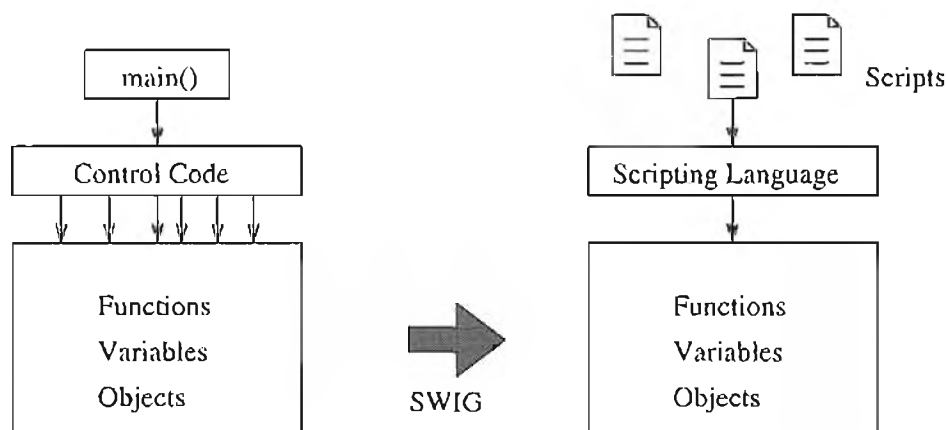 main()
Control Code
Functions
Variables
Objects
SWIG
Scripts
Scripting Language
Functions
Variables
Objects